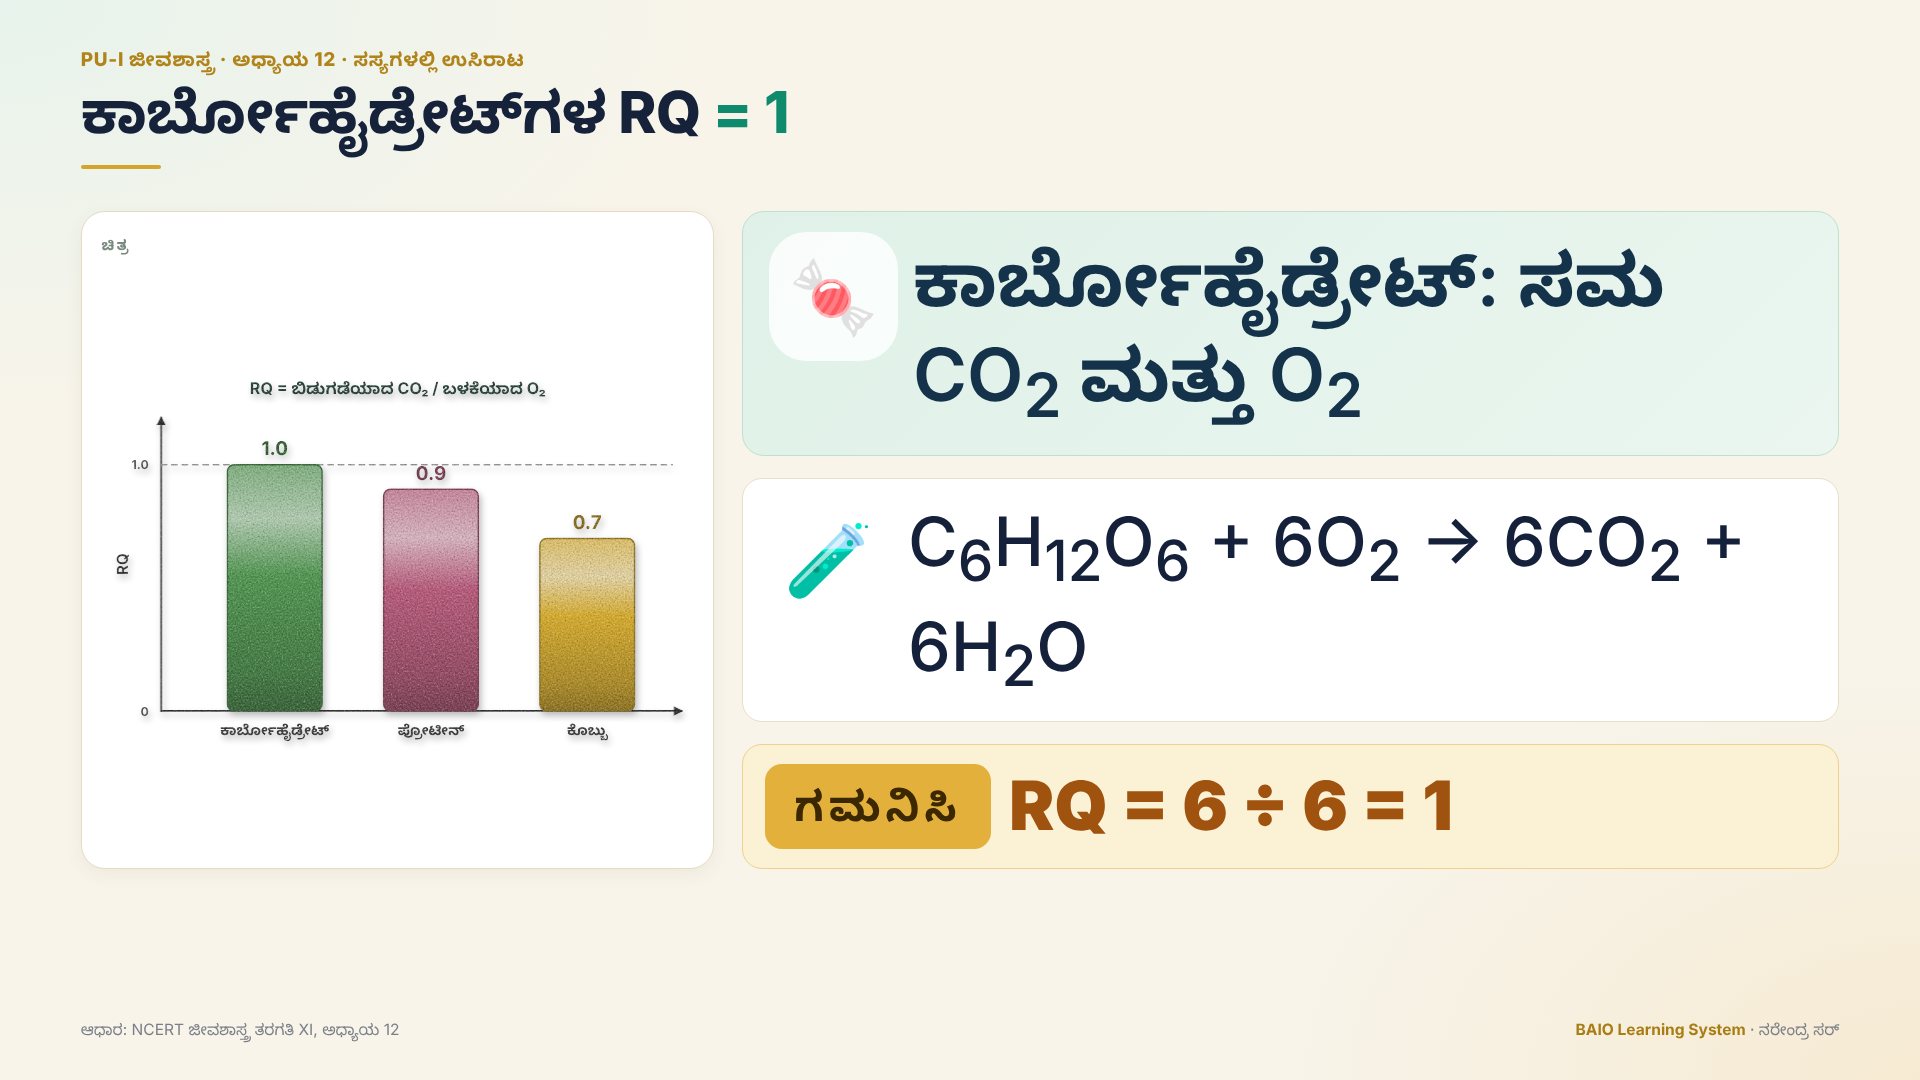 PU-I ಜೀವಶಾಸ್ತ್ರ · ಅಧ್ಯಾಯ 12 · ಸಸ್ಯಗಳಲ್ಲಿ ಉಸಿರಾಟ
ಕಾರ್ಬೋಹೈಡ್ರೇಟ್‌ಗಳ RQ = 1
ಚಿತ್ರ
RQ = ಬಿಡುಗಡೆಯಾದ CO₂ / ಬಳಕೆಯಾದ O₂
1.0
1.0
0.9
0.7
RQ
0
ಕಾರ್ಬೋಹೈಡ್ರೇಟ್
ಪ್ರೋಟೀನ್
ಕೊಬ್ಬು
ಕಾರ್ಬೋಹೈಡ್ರೇಟ್: ಸಮ
CO₂ ಮತ್ತು O₂
C₆H₁₂O₆ + 6O₂ → 6CO₂ +
6H₂O
ಗಮನಿಸಿ RQ = 6 ÷ 6 = 1
ಆಧಾರ: NCERT ಜೀವಶಾಸ್ತ್ರ ತರಗತಿ XI, ಅಧ್ಯಾಯ 12
BAIO Learning System · ನರೇಂದ್ರ ಸರ್